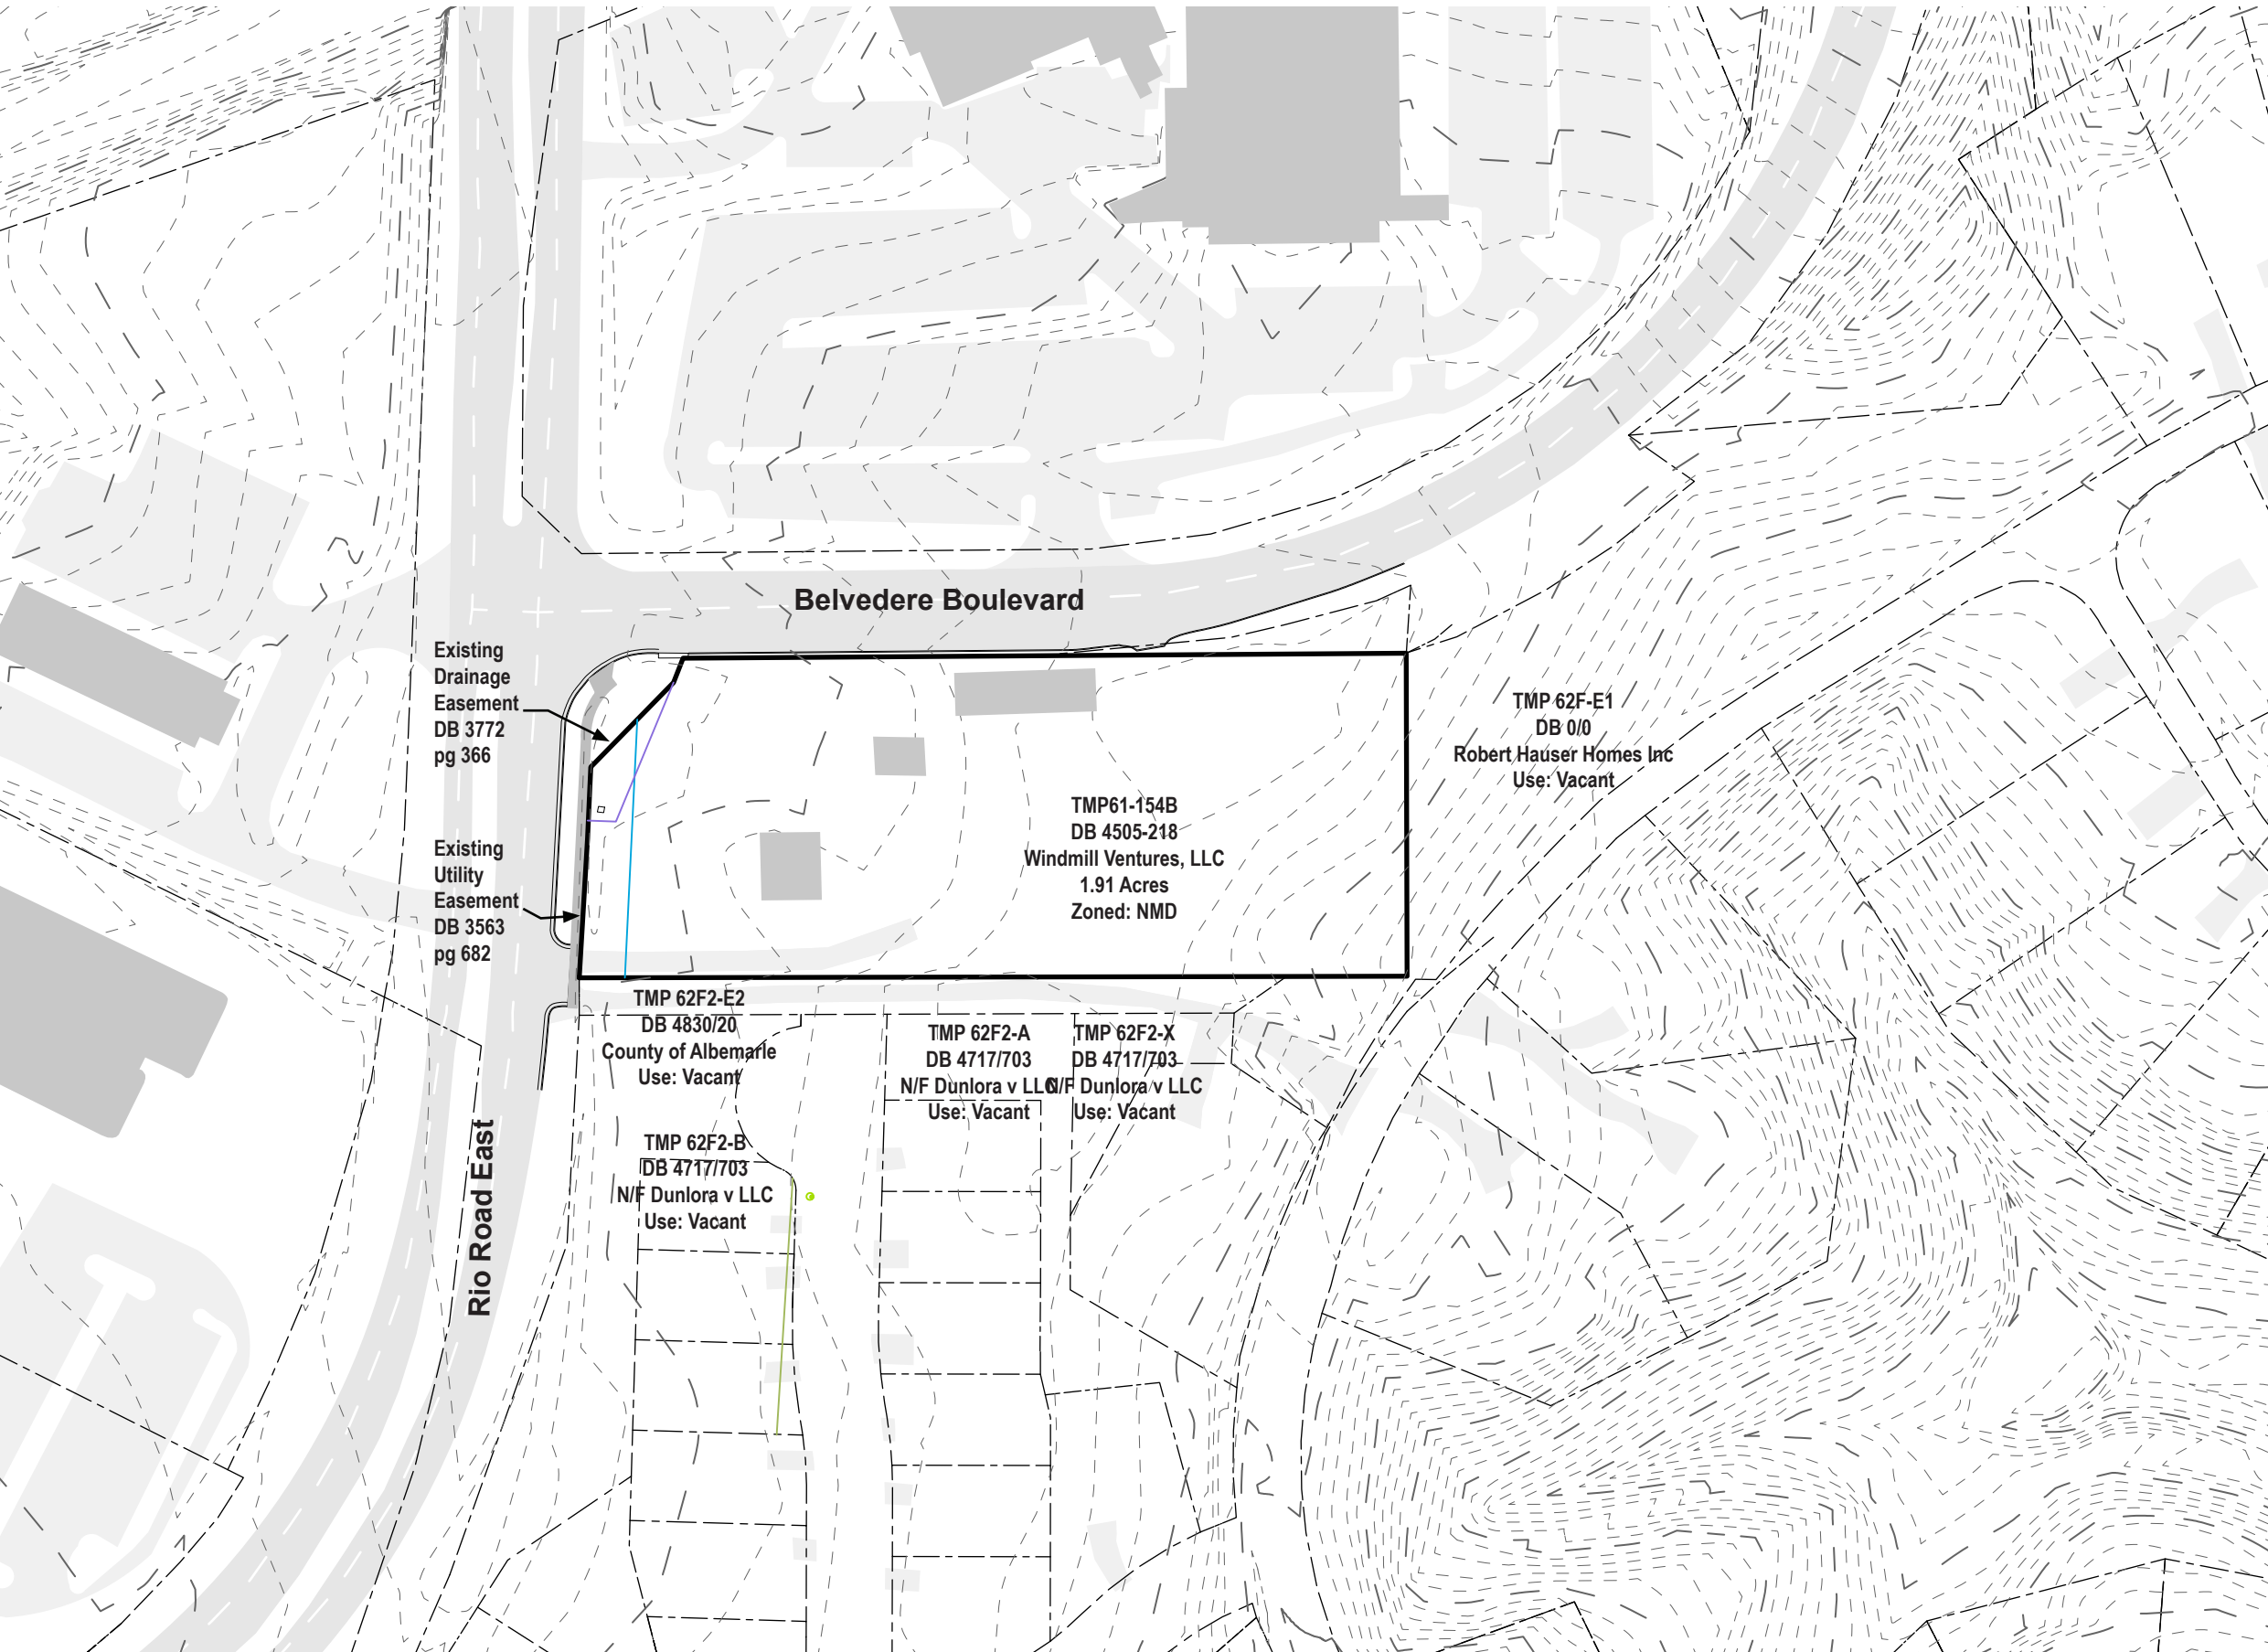 Belvedere Boulevard
Existing
Drainage
Easement
DB 3772
pg 366
Existing
Utility
Easement
DB 3563
pg 682
TMP 62F-E1
DB 0/0
Robert Hauser Homes Inc
Use: Vacant
TMP61-154B
DB 4505-218
Windmill Ventures, LLC
1.91 Acres
Zoned: NMD
TMP 62F2-E2
DB 4830/20
County of Albemarle
Use: Vacant
TMP 62F2-A
DB 4717/703
N/F Dunlora v LLC
Use: Vacant
TMP 62F2-X
DB 4717/703
N/F Dunlora v LLC
Use: Vacant
TMP 62F2-B
DB 4717/703
N/F Dunlora v LLC
Use: Vacant
Rio Road East